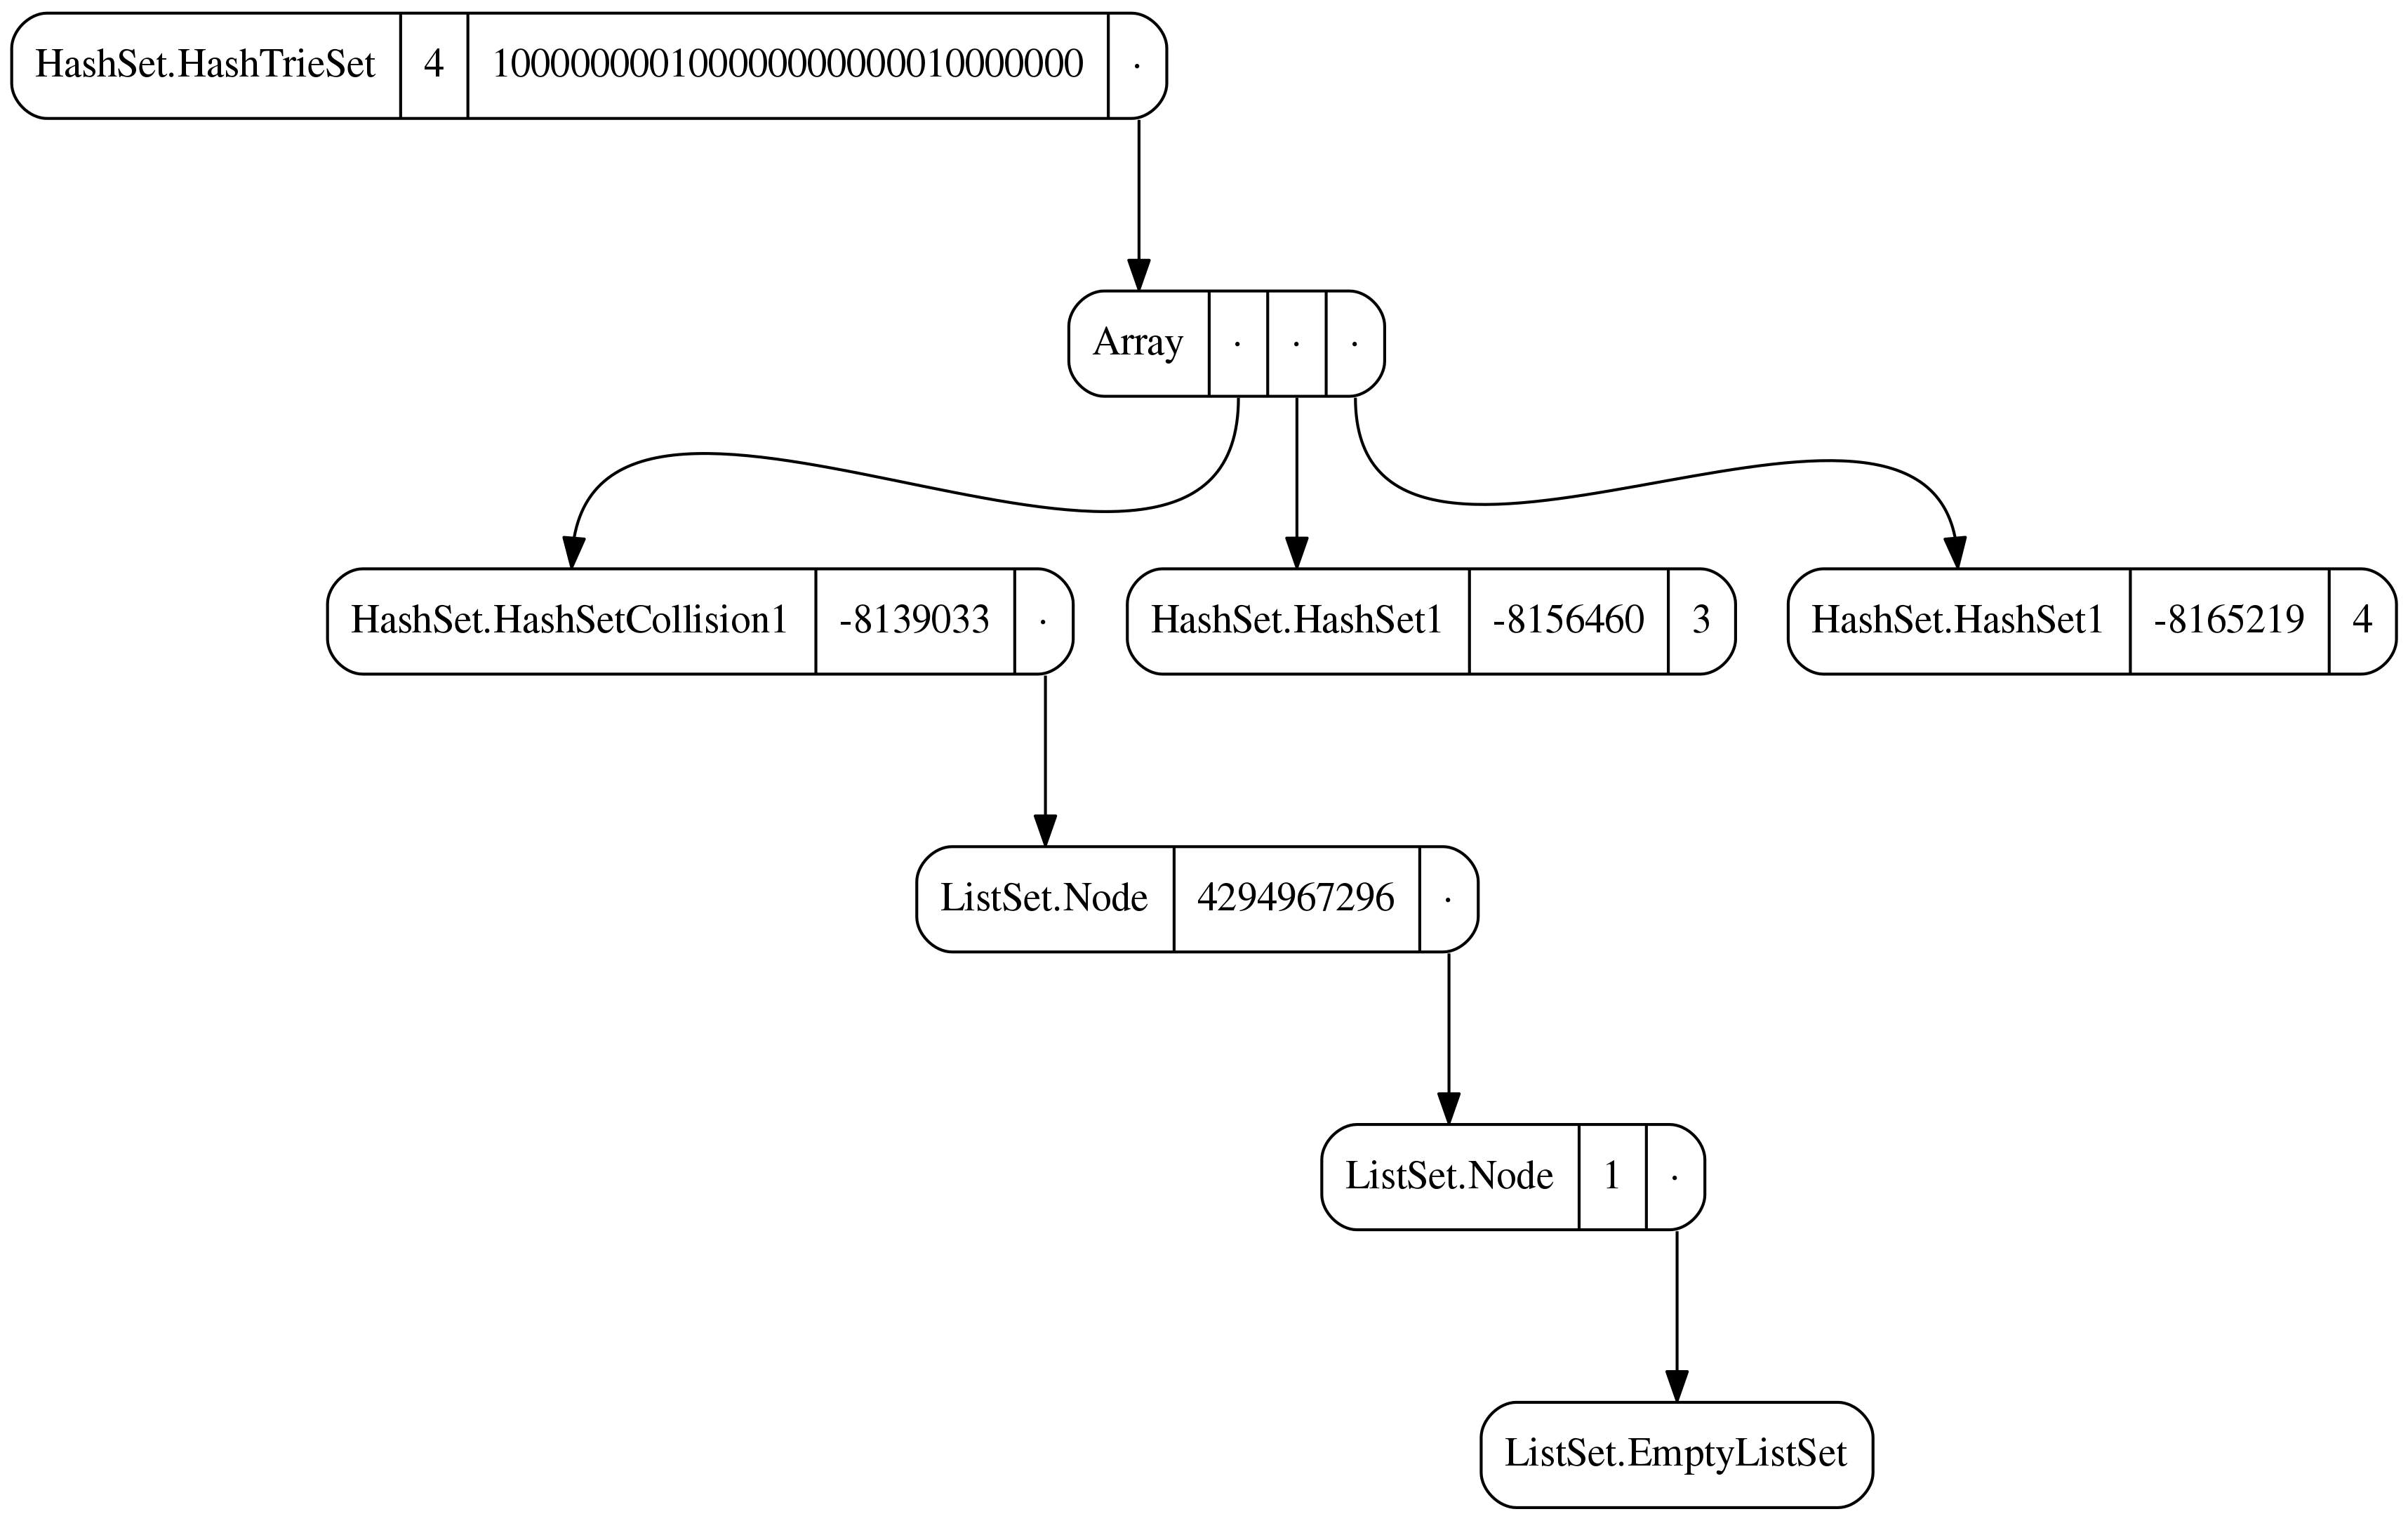 HashSet.HashTrieSet 4 100000000100000000000010000000 ·
Array · · ·
HashSet.HashSetCollision1 -8139033 ·
HashSet.HashSet1 -8156460 3
HashSet.HashSet1 -8165219 4
ListSet.Node 4294967296 ·
ListSet.Node 1 ·
ListSet.EmptyListSet